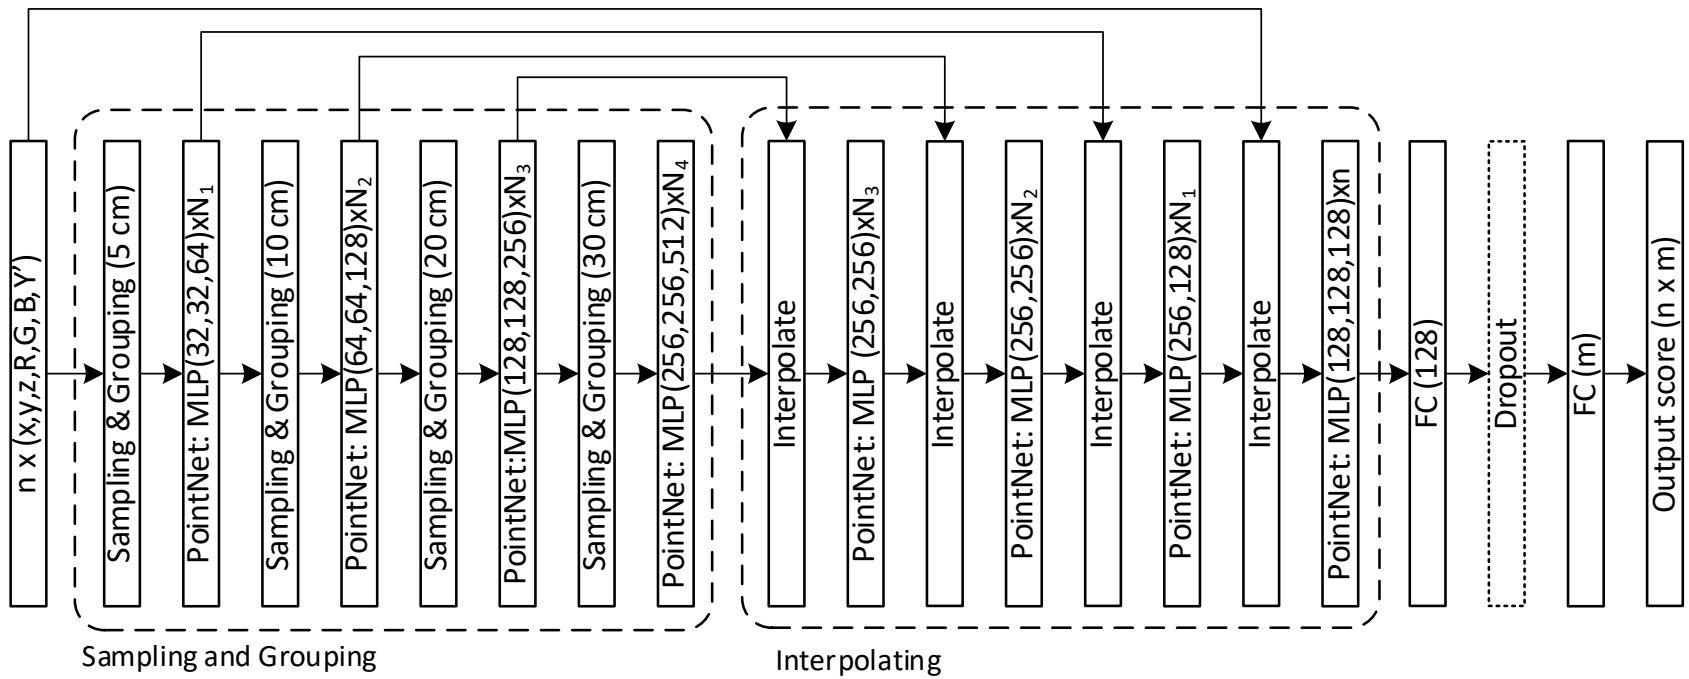 n x (x,y,z,R,G,B,Y’)
Sampling & Grouping (5 cm)
PointNet: MLP(32,32,64)xN₁
Sampling & Grouping (10 cm)
PointNet: MLP(64,64,128)xN₂
Sampling & Grouping (20 cm)
PointNet:MLP(128,128,256)xN₃
Sampling & Grouping (30 cm)
PointNet: MLP(256,256,512)xN₄
Interpolate
PointNet: MLP (256,256)xN₃
Interpolate
PointNet: MLP(256,256)xN₂
Interpolate
PointNet: MLP(256,128)xN₁
Interpolate
PointNet: MLP(128,128,128)xn
FC (128)
Dropout
FC (m)
Output score (n x m)
Sampling and Grouping
Interpolating